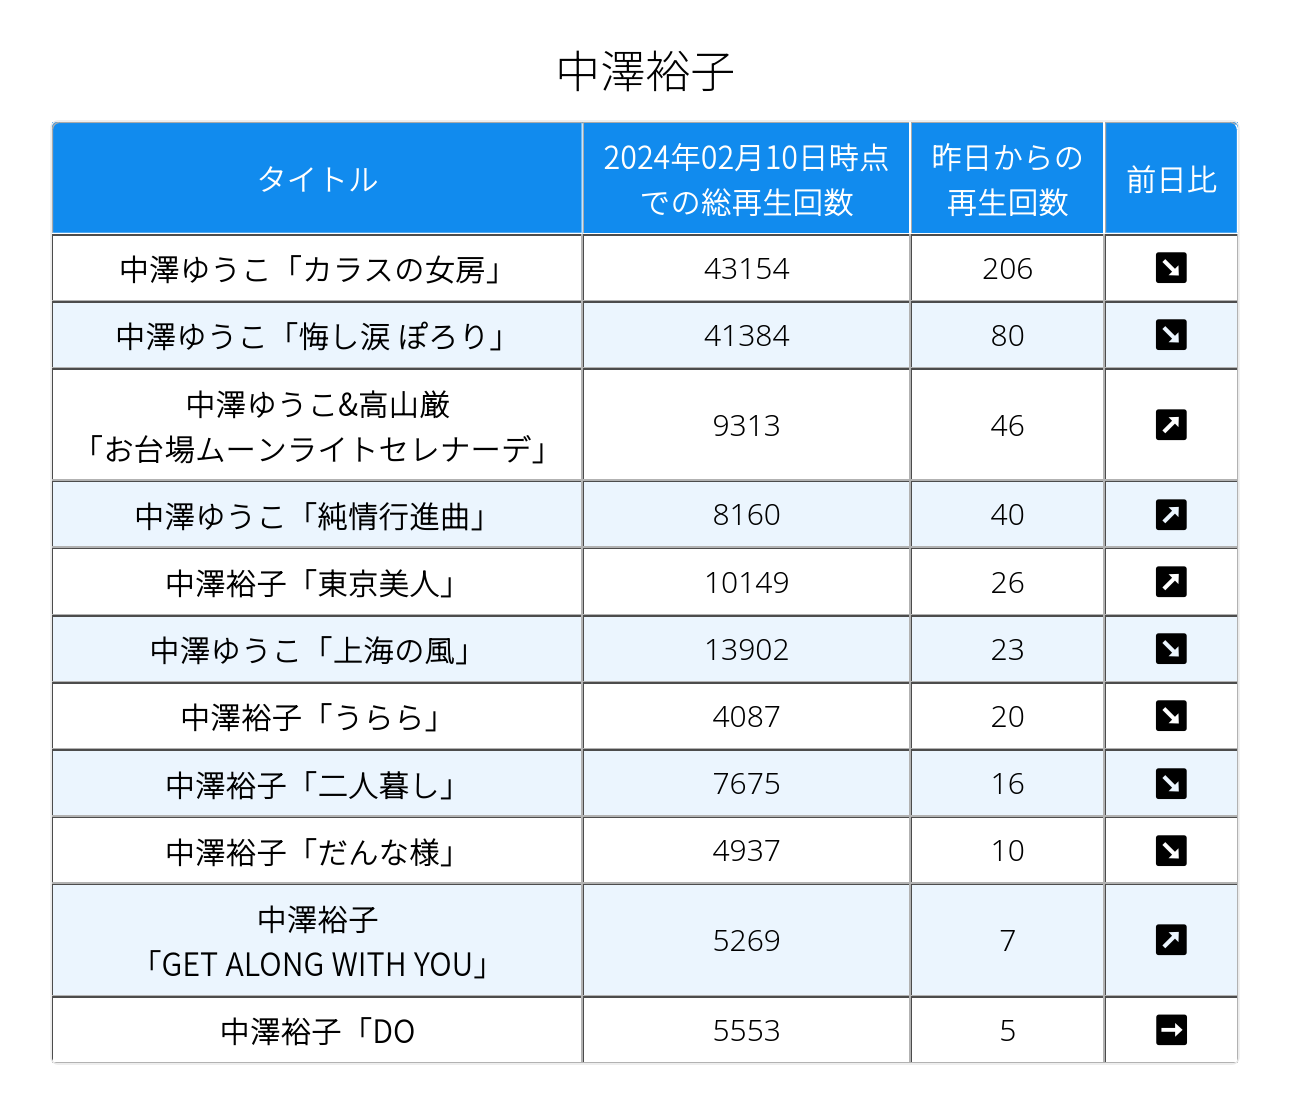 中澤裕子
タイトル
2024年02月10日時点
での総再生回数
昨日からの
再生回数
前日比
中澤ゆうこ「カラスの女房」
43154
206
中澤ゆうこ「悔し涙 ぽろり」
41384
80
中澤ゆうこ&高山厳
「お台場ムーンライトセレナーデ」
9313
46
中澤ゆうこ「純情行進曲」
8160
40
中澤裕子「東京美人」
10149
26
中澤ゆうこ「上海の風」
13902
23
中澤裕子「うらら」
4087
20
中澤裕子「二人暮し」
7675
16
中澤裕子「だんな様」
4937
10
中澤裕子
「GET ALONG WITH YOU」
5269
7
中澤裕子「DO
5553
5